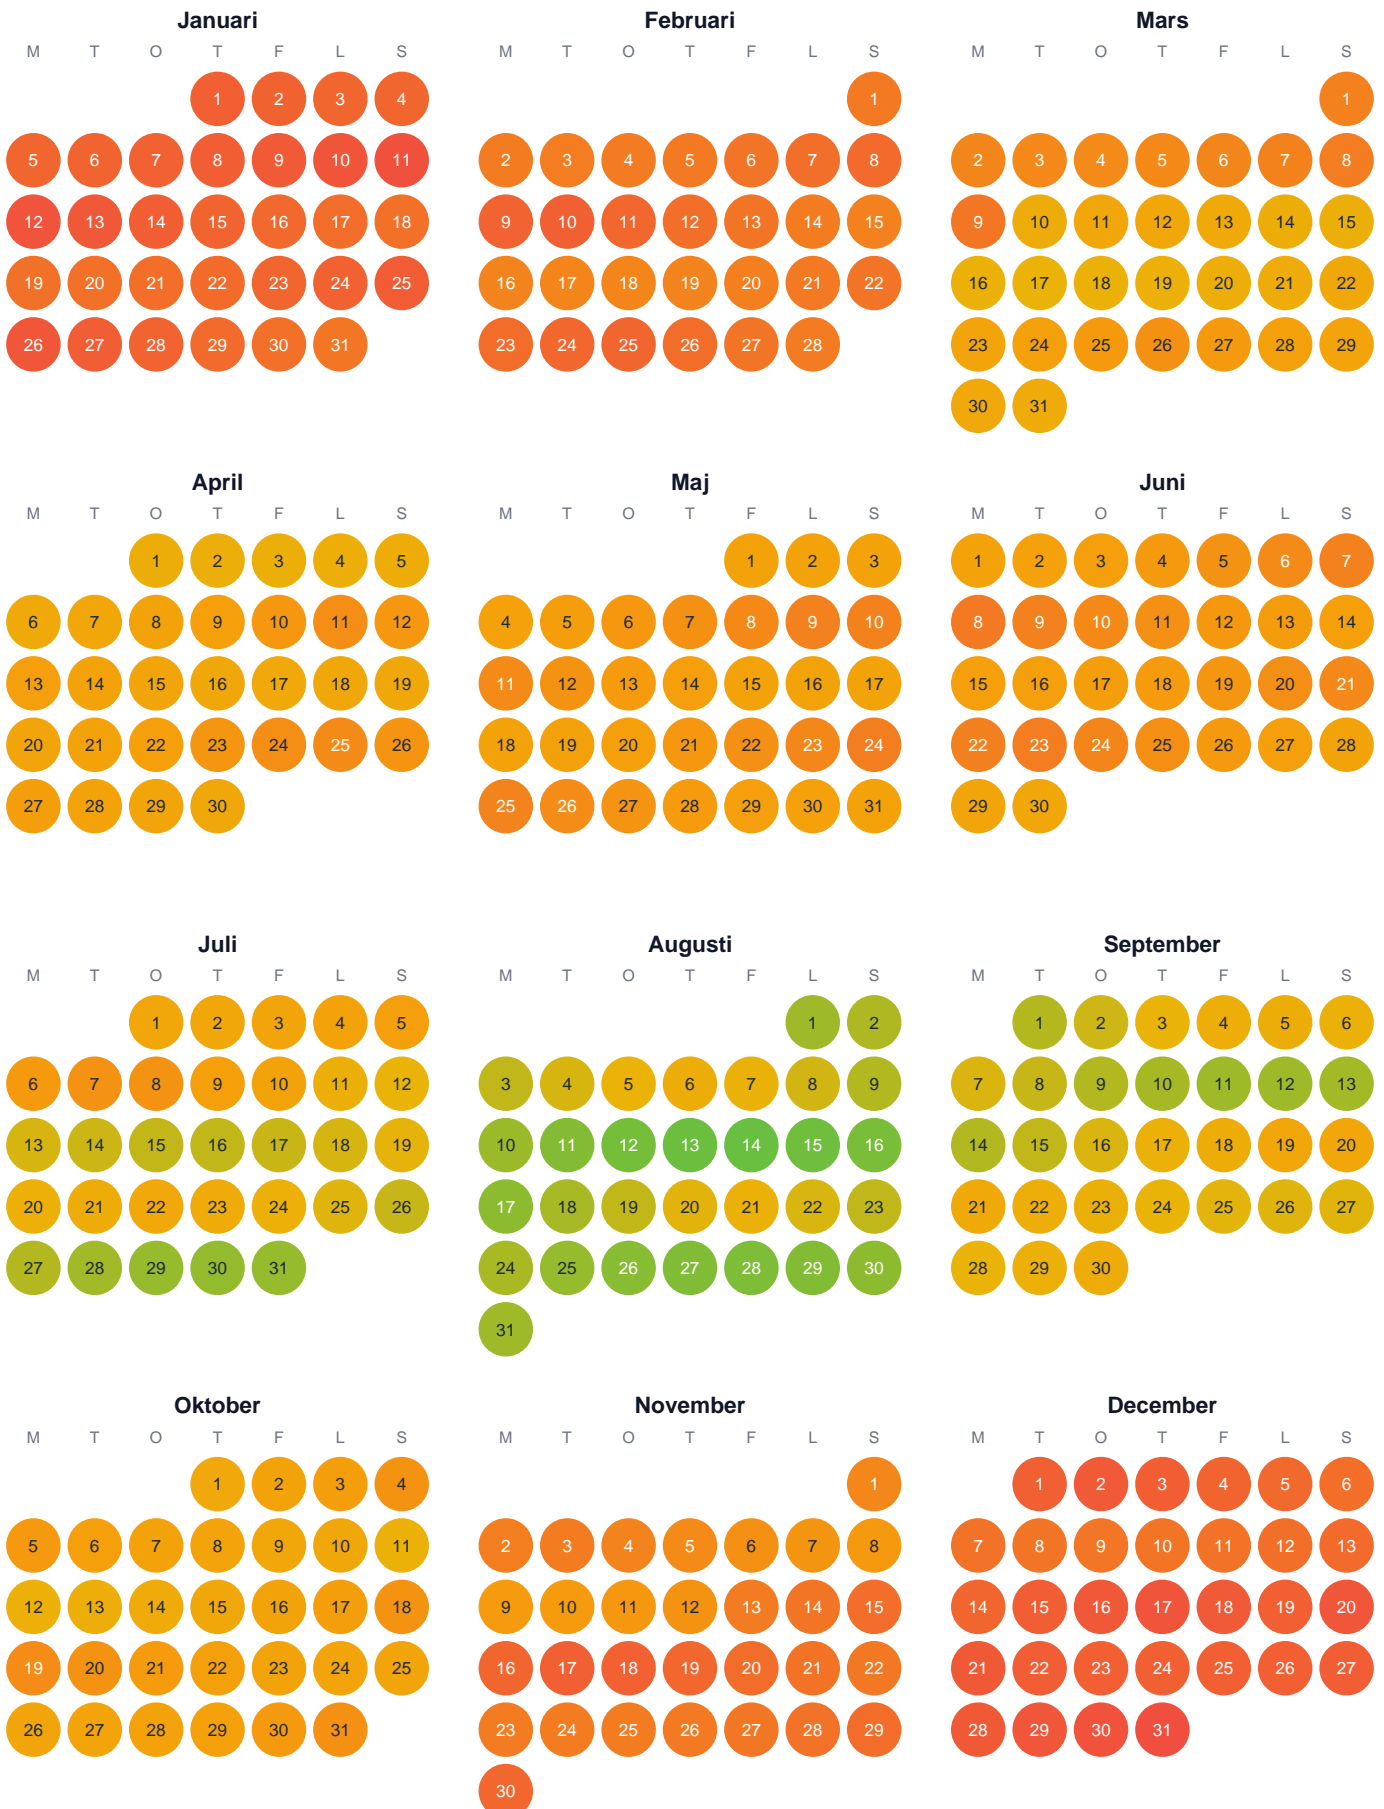 Januari Februari Mars
M T O T F L S M T O T F L S M T O T F L S
1 2 3 4 1 1
5 6 7 8 9 10 11 2 3 4 5 6 7 8 2 3 4 5 6 7 8
12 13 14 15 16 17 18 9 10 11 12 13 14 15 9 10 11 12 13 14 15
19 20 21 22 23 24 25 16 17 18 19 20 21 22 16 17 18 19 20 21 22
26 27 28 29 30 31 23 24 25 26 27 28 23 24 25 26 27 28 29
30 31
April Maj Juni
M T O T F L S M T O T F L S M T O T F L S
1 2 3 4 5 1 2 3 1 2 3 4 5 6 7
6 7 8 9 10 11 12 4 5 6 7 8 9 10 8 9 10 11 12 13 14
13 14 15 16 17 18 19 11 12 13 14 15 16 17 15 16 17 18 19 20 21
20 21 22 23 24 25 26 18 19 20 21 22 23 24 22 23 24 25 26 27 28
27 28 29 30 25 26 27 28 29 30 31 29 30
Juli Augusti September
M T O T F L S M T O T F L S M T O T F L S
1 2 3 4 5 1 2 1 2 3 4 5 6
6 7 8 9 10 11 12 3 4 5 6 7 8 9 7 8 9 10 11 12 13
13 14 15 16 17 18 19 10 11 12 13 14 15 16 14 15 16 17 18 19 20
20 21 22 23 24 25 26 17 18 19 20 21 22 23 21 22 23 24 25 26 27
27 28 29 30 31 24 25 26 27 28 29 30 28 29 30
31
Oktober November December
M T O T F L S M T O T F L S M T O T F L S
1 2 3 4 1 1 2 3 4 5 6
5 6 7 8 9 10 11 2 3 4 5 6 7 8 7 8 9 10 11 12 13
12 13 14 15 16 17 18 9 10 11 12 13 14 15 14 15 16 17 18 19 20
19 20 21 22 23 24 25 16 17 18 19 20 21 22 21 22 23 24 25 26 27
26 27 28 29 30 31 23 24 25 26 27 28 29 28 29 30 31
30